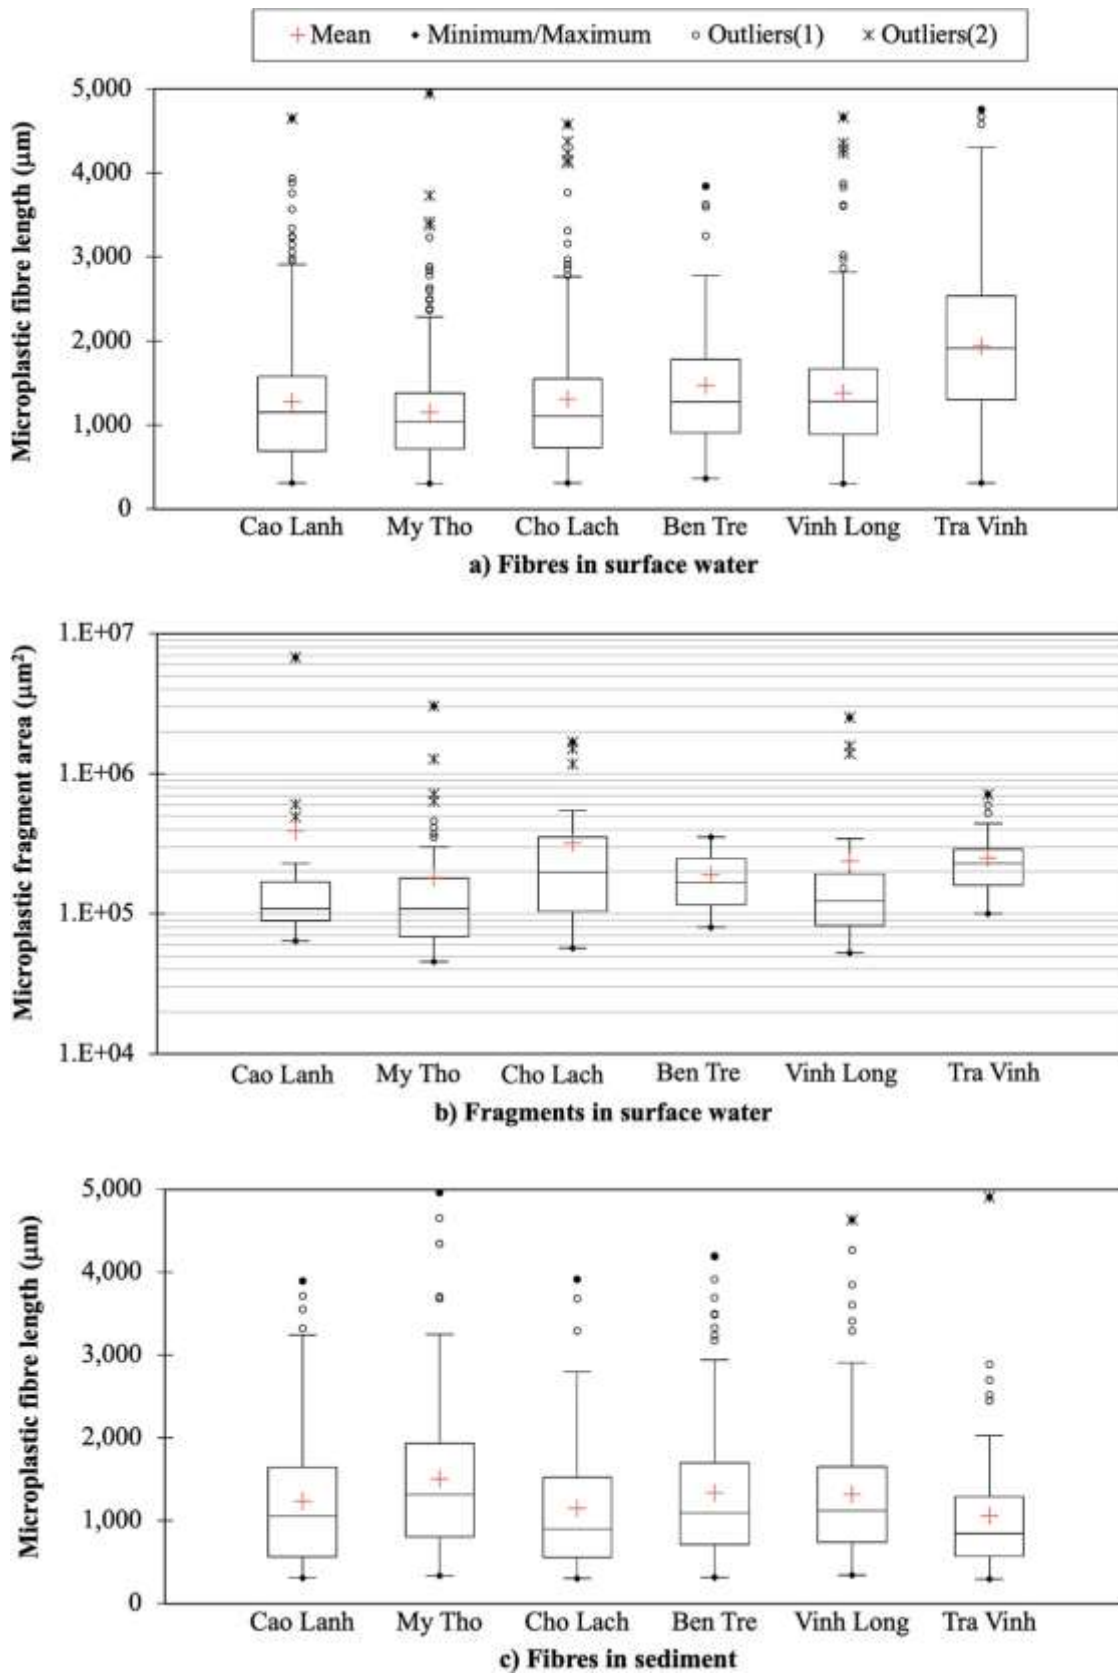 Mean Minimum/Maximum Outliers(1) Outliers(2)
Microplastic fibre length (µm)
5,000
4,000
3,000
2,000
1,000
0
Cao Lanh My Tho Cho Lach Ben Tre Vinh Long Tra Vinh
a) Fibres in surface water
Microplastic fragment area (µm²)
1.E+07
1.E+06
1.E+05
1.E+04
Cao Lanh My Tho Cho Lach Ben Tre Vinh Long Tra Vinh
b) Fragments in surface water
Microplastic fibre length (µm)
5,000
4,000
3,000
2,000
1,000
0
Cao Lanh My Tho Cho Lach Ben Tre Vinh Long Tra Vinh
c) Fibres in sediment